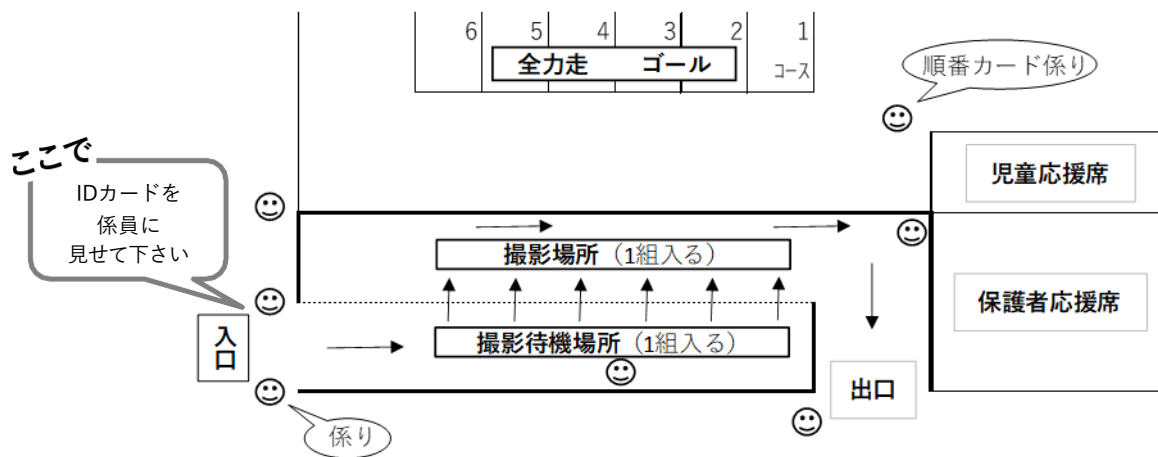 6 5 4 3 2 1
全力走 ゴール
コース
順番カード係り
ここで
IDカードを
係員に
見せて下さい
児童応援席
撮影場所（1組入る）
保護者応援席
入口
撮影待機場所（1組入る）
出口
係り